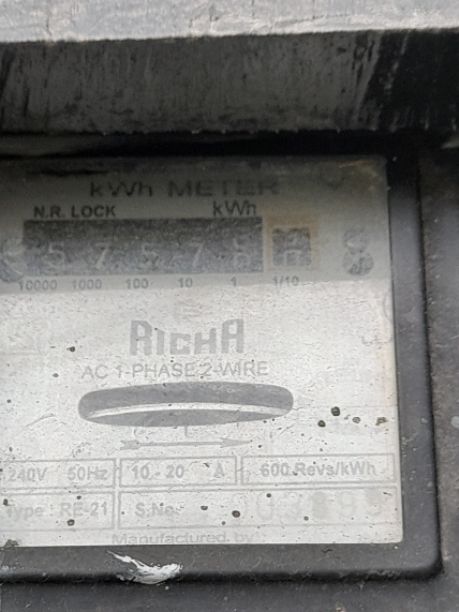 kWh METER
N.R. LOCK kWh
10000 1000 100 10 1 1/10
RICHA
AC 1-PHASE 2-WIRE
240V 50Hz 10 - 20 A 600 Revs/kWh
Type : RE-21 S.No.
Manufactured by